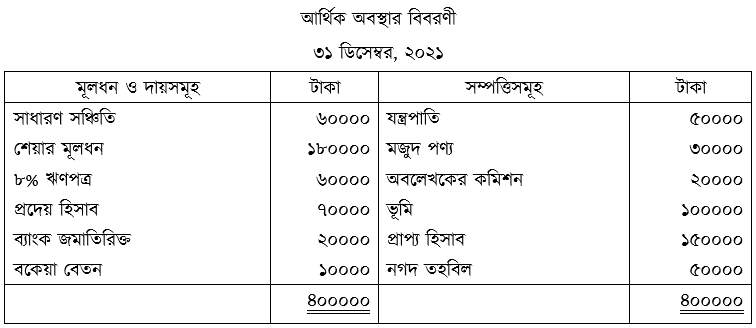 আর্থিক অবস্থার বিবরণী
৩১ ডিসেম্বর, ২০২১
মূলধন ও দায়সমূহ টাকা সম্পত্তিসমূহ টাকা
সাধারণ সঞ্চিতি ৬০০০০ যন্ত্রপাতি ৫০০০০
শেয়ার মূলধন ১৮০০০০ মজুদ পণ্য ৩০০০০
৮% ঋণপত্র ৬০০০০ অবলেখকের কমিশন ২০০০০
প্রদেয় হিসাব ৭০০০০ ভূমি ১০০০০০
ব্যাংক জমাতিরিক্ত ২০০০০ প্রাপ্য হিসাব ১৫০০০০
বকেয়া বেতন ১০০০০ নগদ তহবিল ৫০০০০
৪০০০০০ ৪০০০০০